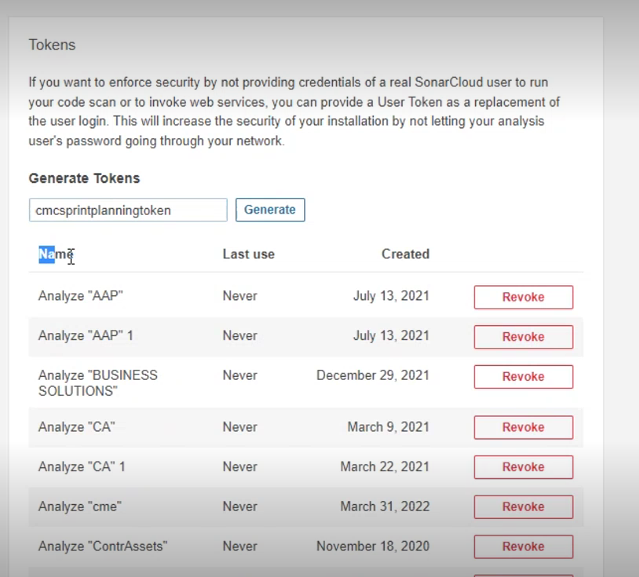 Tokens
If you want to enforce security by not providing credentials of a real SonarCloud user to run
your code scan or to invoke web services, you can provide a User Token as a replacement of
the user login. This will increase the security of your installation by not letting your analysis
user's password going through your network.
Generate Tokens
cmcsprintplanningtoken Generate
Name Last use Created
Analyze "AAP" Never July 13, 2021 Revoke
Analyze "AAP" 1 Never July 13, 2021 Revoke
Analyze "BUSINESS Never December 29, 2021 Revoke
SOLUTIONS"
Analyze "CA" Never March 9, 2021 Revoke
Analyze "CA" 1 Never March 22, 2021 Revoke
Analyze "cme" Never March 31, 2022 Revoke
Analyze "ContrAssets" Never November 18, 2020 Revoke